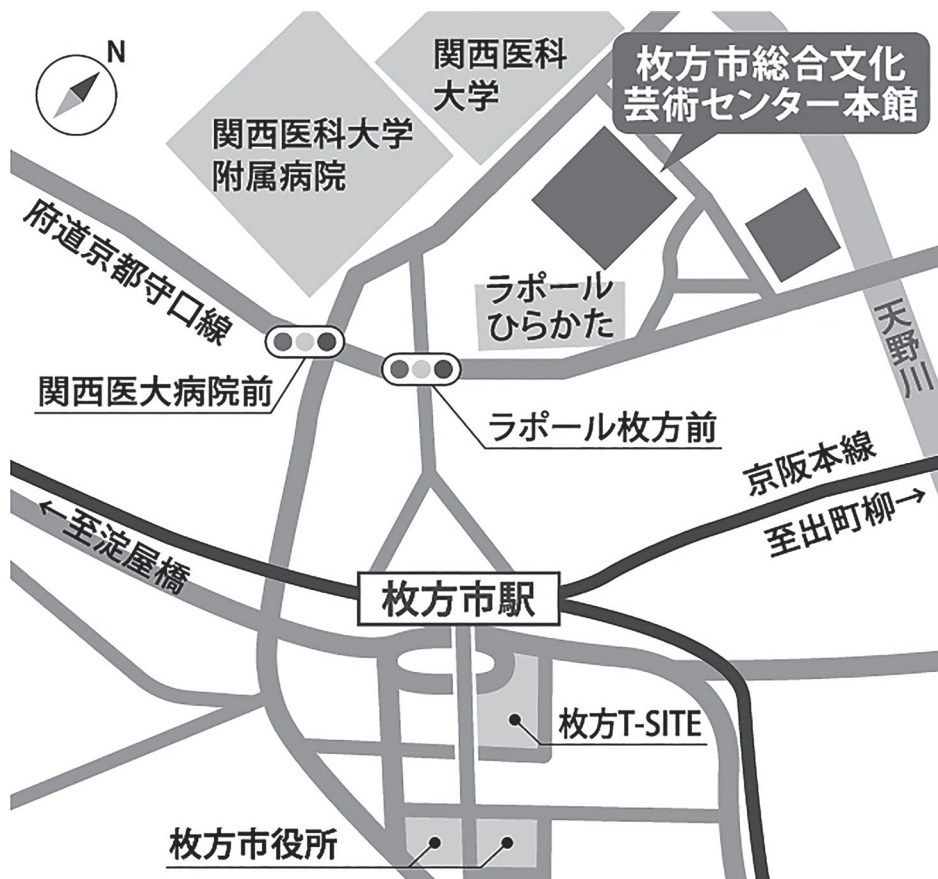 N
関西医科
大学
枚方市総合文化
芸術センター本館
関西医科大学
附属病院
府道京都守口線
ラポール
ひらかた
天野川
関西医大病院前
ラポール枚方前
京阪本線
至出町柳→
←至淀屋橋
枚方市駅
枚方T-SITE
枚方市役所